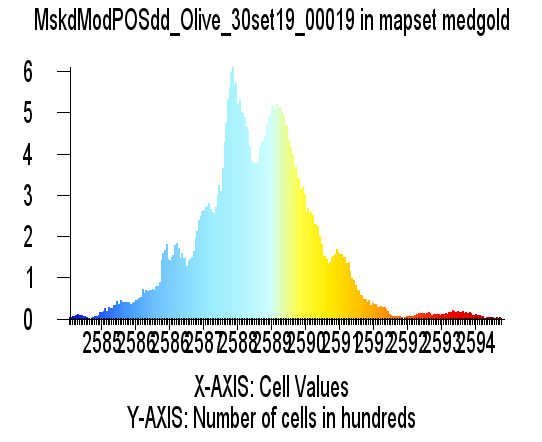 MskdModPOSdd_Olive_30set19_00019 in mapset medgold
6
5
4
3
2
1
0
2585 2586 2586 2587 2588 2589 2590 2591 2592 2592 2593 2594
X-AXIS: Cell Values
Y-AXIS: Number of cells in hundreds